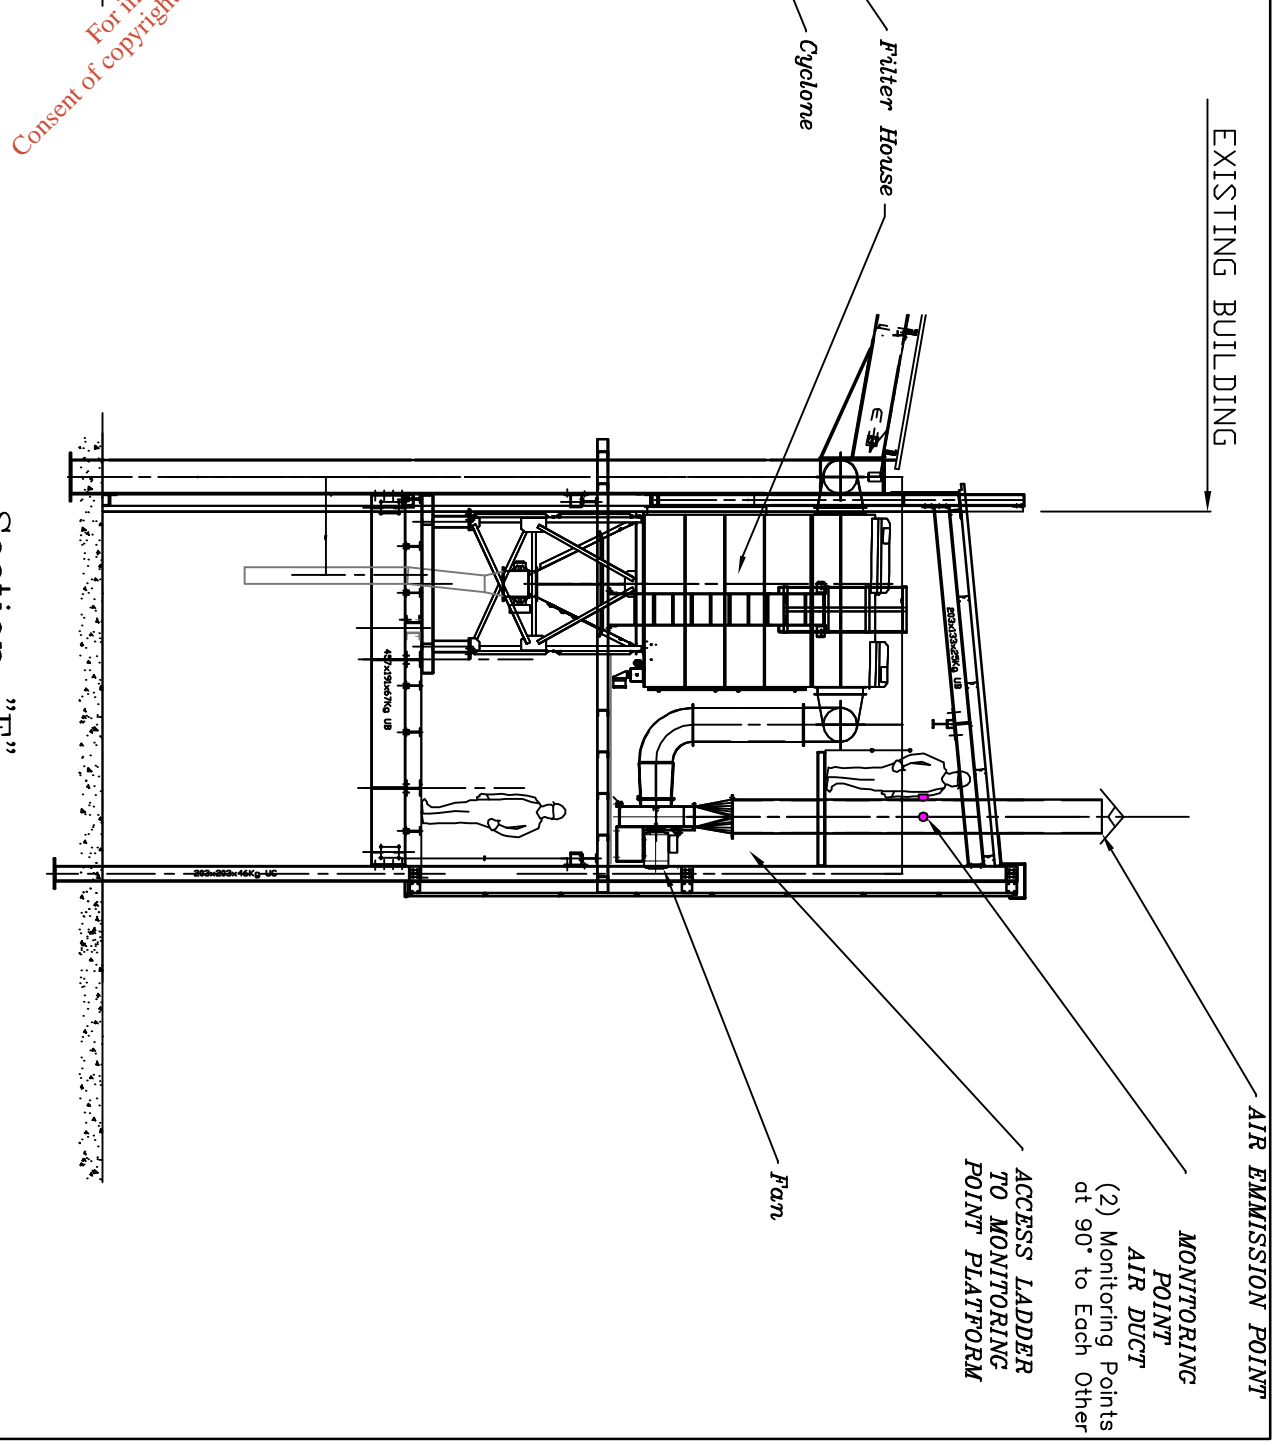 EXISTING BUILDING
AIR EMMISSION POINT
MONITORING
POINT
AIR DUCT
(2) Monitoring Points
at 90° to Each Other
ACCESS LADDER
TO MONITORING
POINT PLATFORM
Filter House
Cyclone
Fan
203x133x25Kg UB
457x191x67Kg UB
203x203x46Kg UC
For in
Consent of copyright